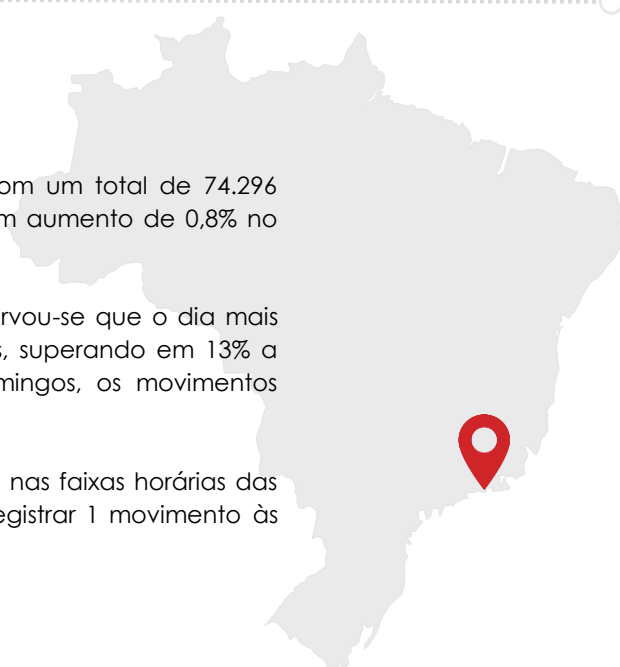 om um total de 74.296
m aumento de 0,8% no
rvou-se que o dia mais
s, superando em 13% a
mingos, os movimentos
nas faixas horárias das
egistrar 1 movimento às